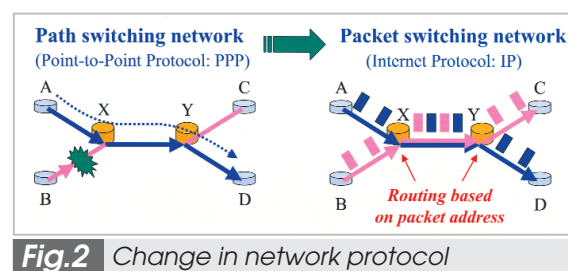 Path switching network
(Point-to-Point Protocol: PPP)
A
X
Y
C
B
D
Packet switching network
(Internet Protocol: IP)
A
X
Y
C
B
D
Routing based
on packet address
Fig.2 Change in network protocol